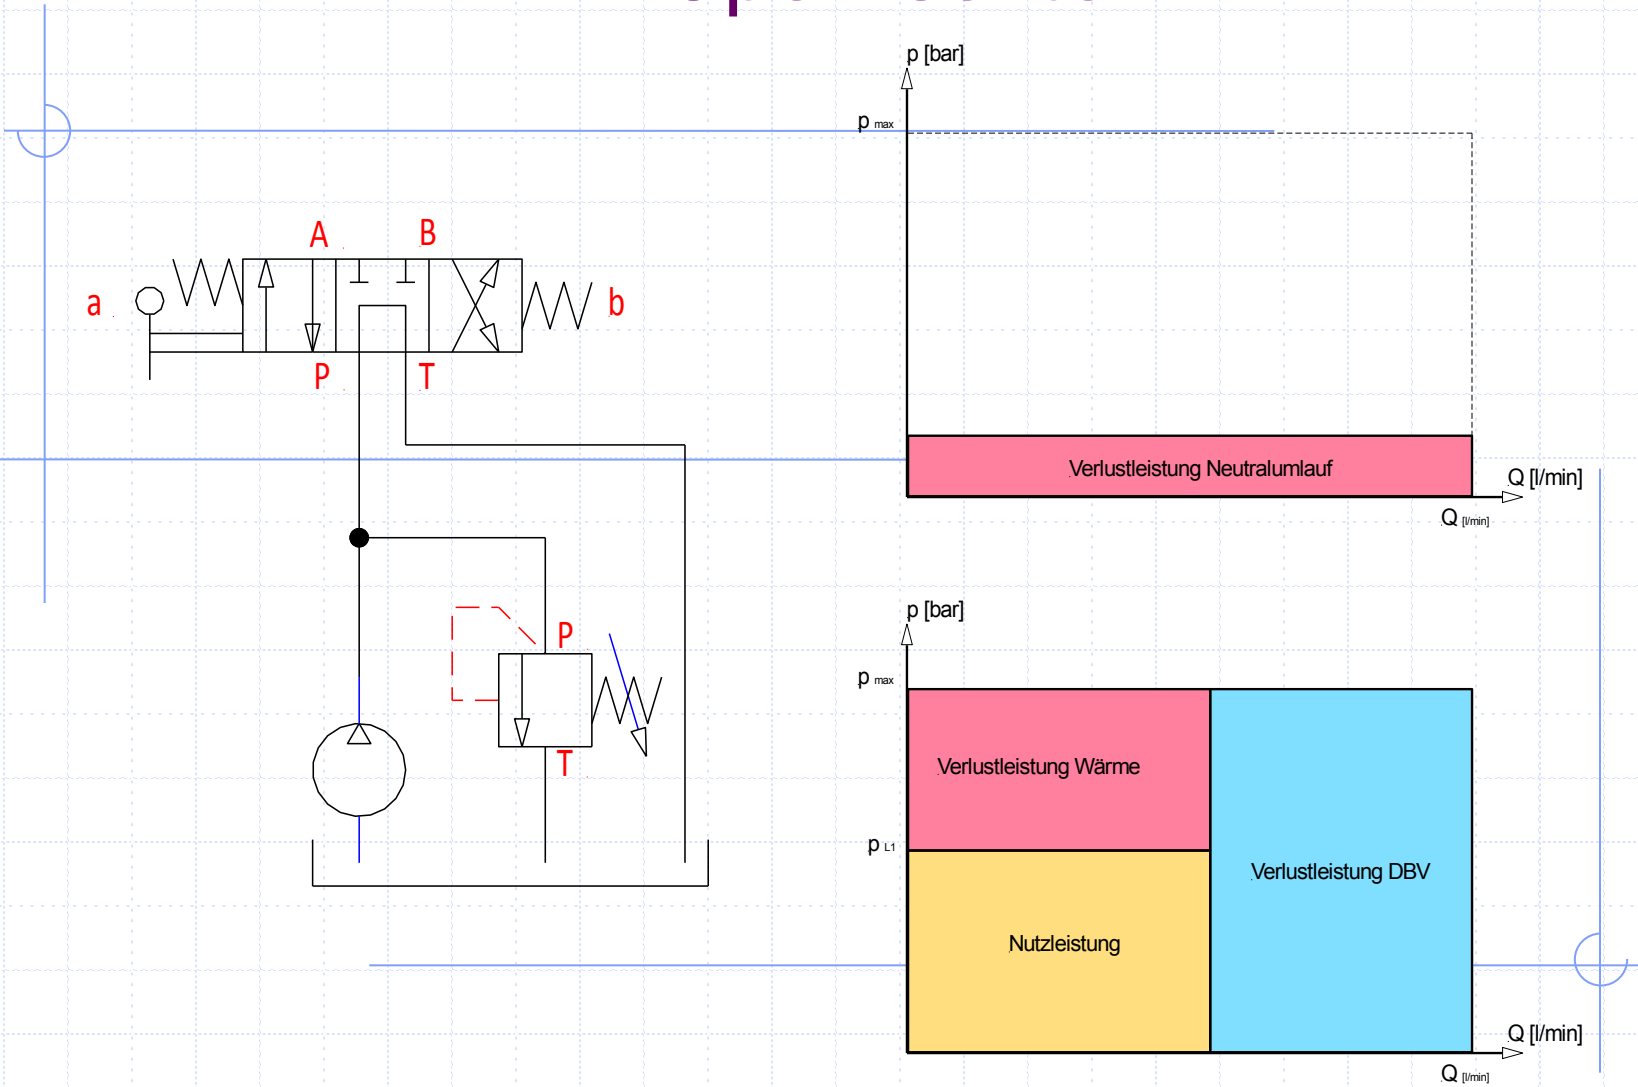 p [bar]
p max
A B
a b
P T
Verlustleistung Neutralumlauf
Q [l/min]
Q [l/min]
p [bar]
P
p max
T
Verlustleistung Wärme
p L1
Verlustleistung DBV
Nutzleistung
Q [l/min]
Q [l/min]